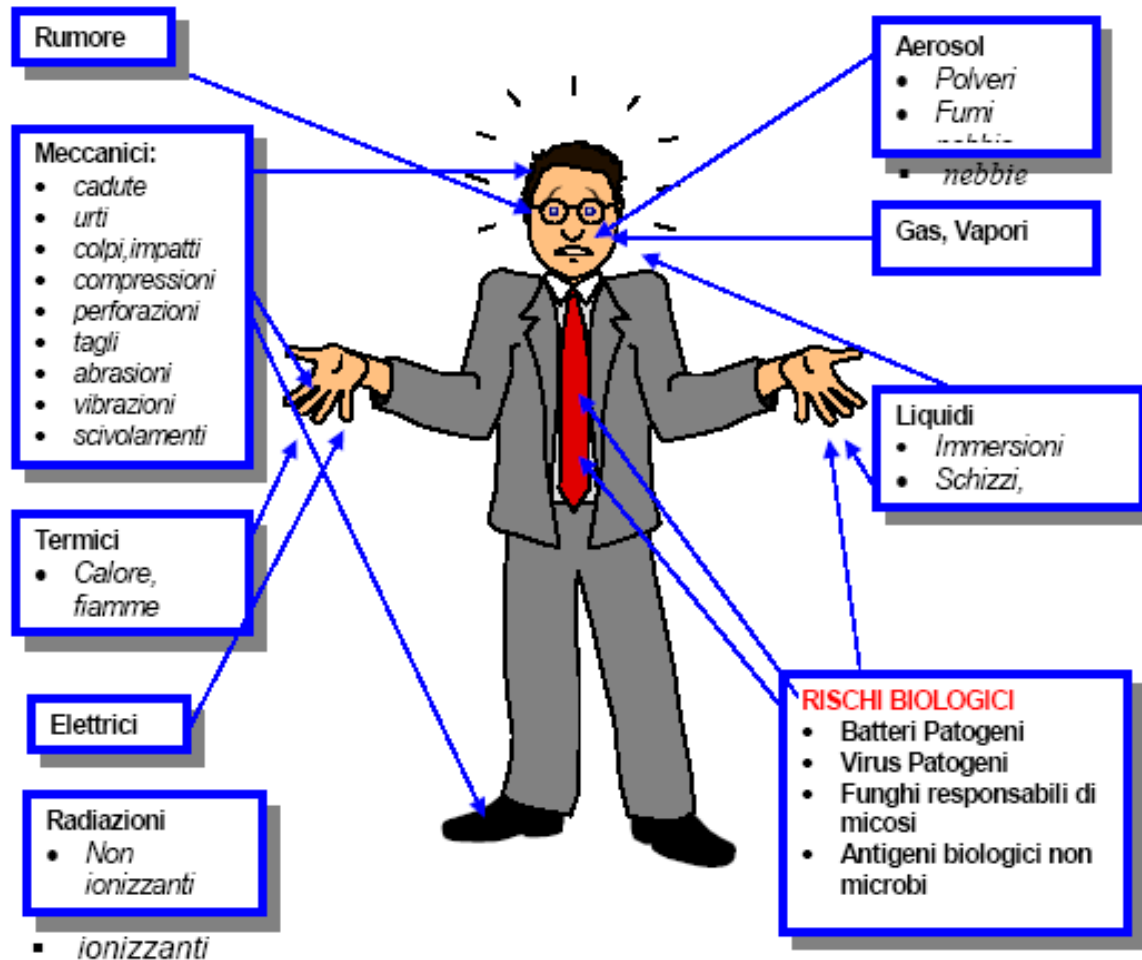 Rumore
Meccanici:
• cadute
• urti
• colpi,impatti
• compressioni
• perforazioni
• tagli
• abrasioni
• vibrazioni
• scivolamenti
Termici
• Calore,
fiamme
Elettrici
Radiazioni
• Non
ionizzanti
▪ ionizzanti
Aerosol
• Polveri
• Fumi
▪ nebbie
Gas, Vapori
Liquidi
• Immersioni
• Schizzi,
RISCHI BIOLOGICI
• Batteri Patogeni
• Virus Patogeni
• Funghi responsabili di
micosi
• Antigeni biologici non
microbi